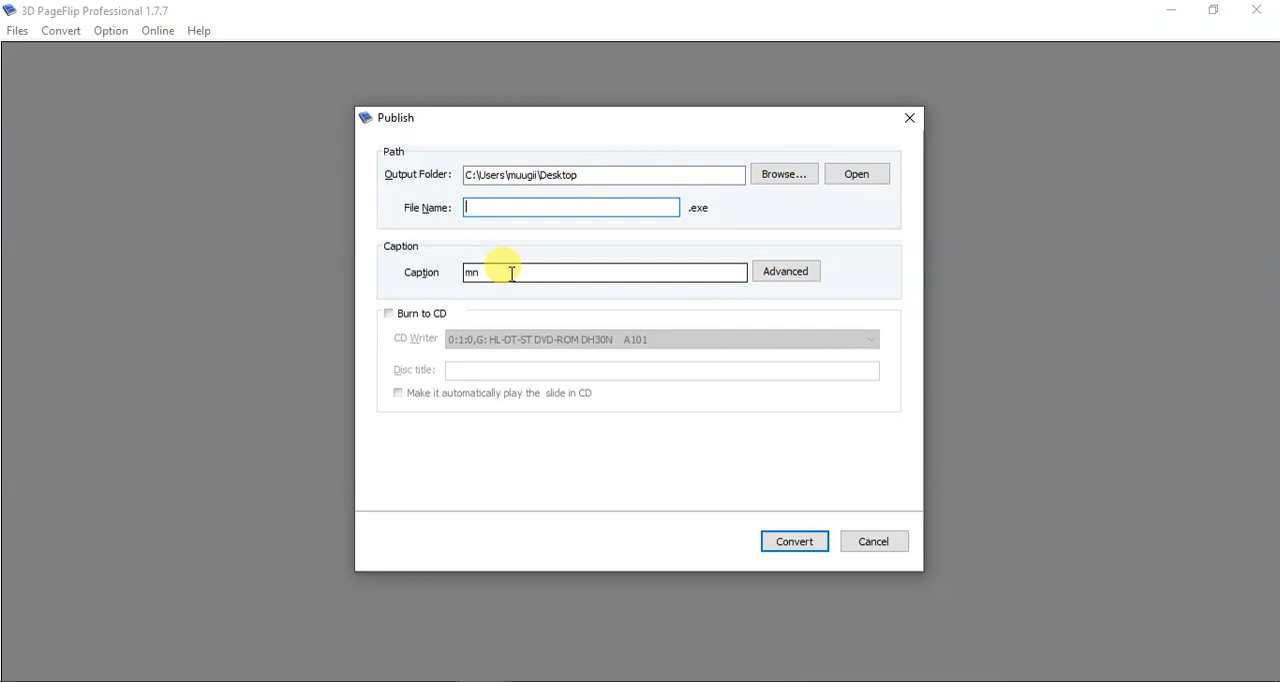 3D PageFlip Professional 1.7.7
Files Convert Option Online Help
Publish
Path
Output Folder: C:\Users\muugii\Desktop Browse... Open
File Name: .exe
Caption
Caption mn Advanced
Burn to CD
CD Writer 0:1:0,G: HL-DT-ST DVD-ROM DH30N A101
Disc title:
Make it automatically play the slide in CD
Convert Cancel